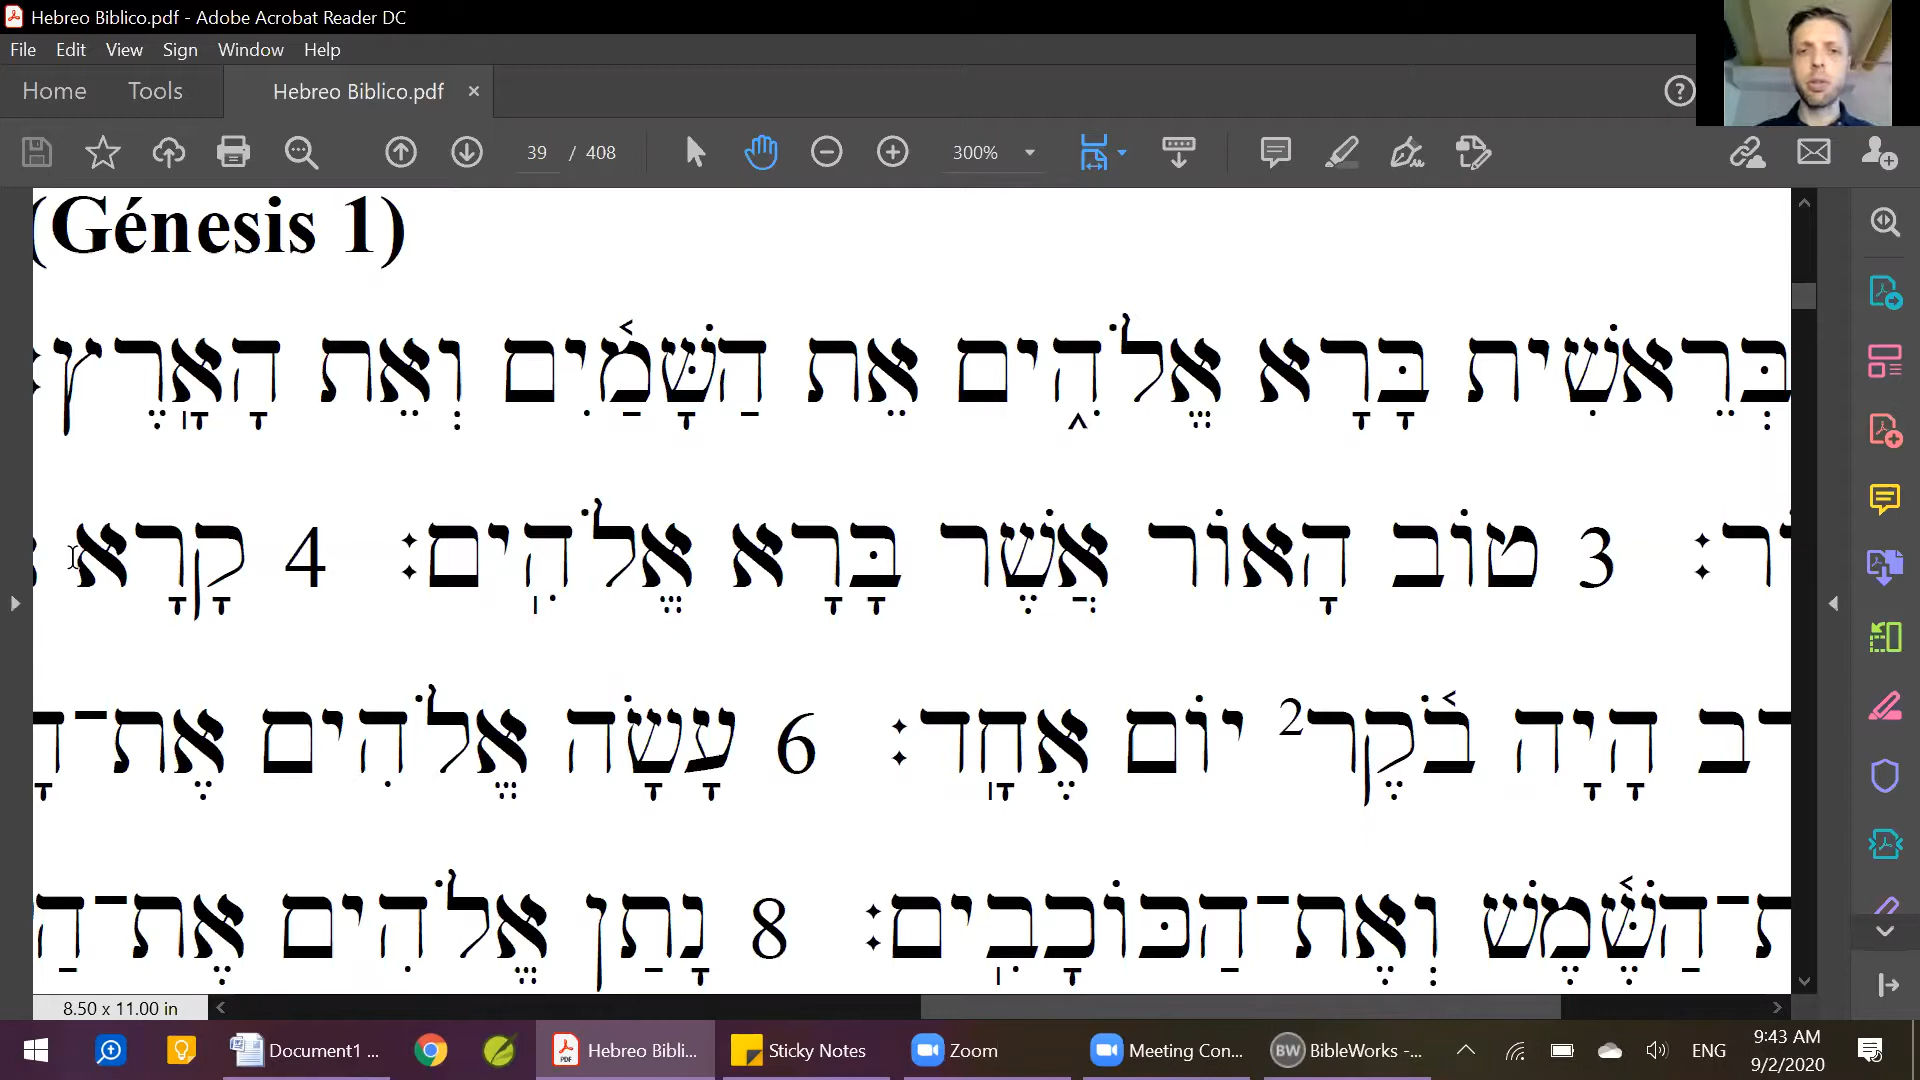 Hebreo Biblico.pdf - Adobe Acrobat Reader DC
File Edit View Sign Window Help
Home Tools Hebreo Biblico.pdf ×
39 / 408 300%
(Génesis 1)
בְּרֵאשִׁית בָּרָא אֱלֹהִ֑ים אֵת הַשָּׁמַ֫יִם וְאֵת הָאָֽרֶץ׃
3 טוֹב הָאוֹר אֲשֶׁר בָּרָא אֱלֹהִֽים׃ 4 קָרָא
הָיָה בֹ֫קֶר2 יוֹם אֶחָֽד׃ 6 עָשָׂה אֱלֹהִים אֶת־
הַשֶּׁ֫מֶשׁ וְאֶת־הַכּוֹכָבִֽים׃ 8 נָתַן אֱלֹהִים אֶת־
8.50 x 11.00 in
Document1 ... Hebreo Bibli... Sticky Notes Zoom Meeting Con... BW BibleWorks -... ENG 9:43 AM
9/2/2020